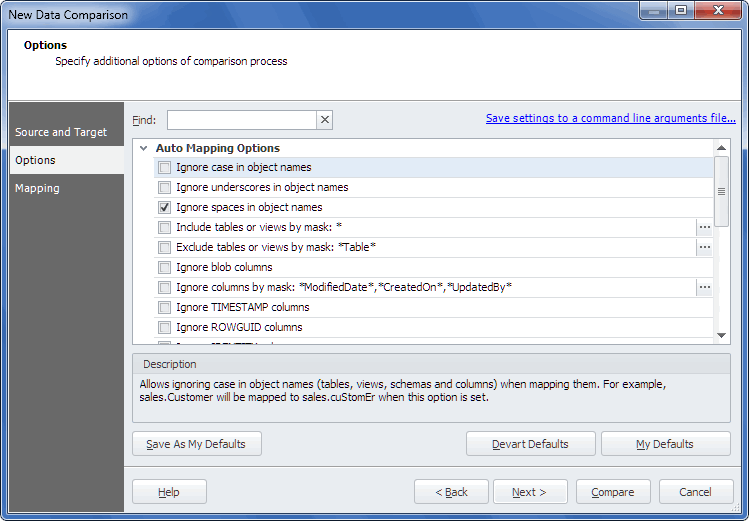 New Data Comparison
Options
Specify additional options of comparison process
Source and Target
Options
Mapping
Find:
Save settings to a command line arguments file...
Auto Mapping Options
Ignore case in object names
Ignore underscores in object names
Ignore spaces in object names
Include tables or views by mask: *
Exclude tables or views by mask: *Table*
Ignore blob columns
Ignore columns by mask: *ModifiedDate*,*CreatedOn*,*UpdatedBy*
Ignore TIMESTAMP columns
Ignore ROWGUID columns
Description
Allows ignoring case in object names (tables, views, schemas and columns) when mapping them. For example,
sales.Customer will be mapped to sales.cuStomEr when this option is set.
Save As My Defaults
Devart Defaults
My Defaults
Help
< Back
Next >
Compare
Cancel